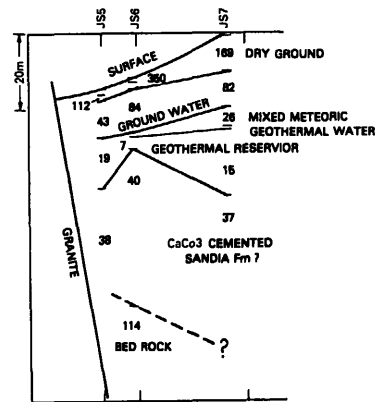 JS5 JS6 JS7
20m
SURFACE
169 DRY GROUND
360
112
84
82
43
GROUND WATER
26 MIXED METEORIC
GEOTHERMAL WATER
7 GEOTHERMAL RESERVIOR
19
40
15
GRANITE
38
37
CaCo3 CEMENTED
SANDIA Fm ?
114
BED ROCK
?